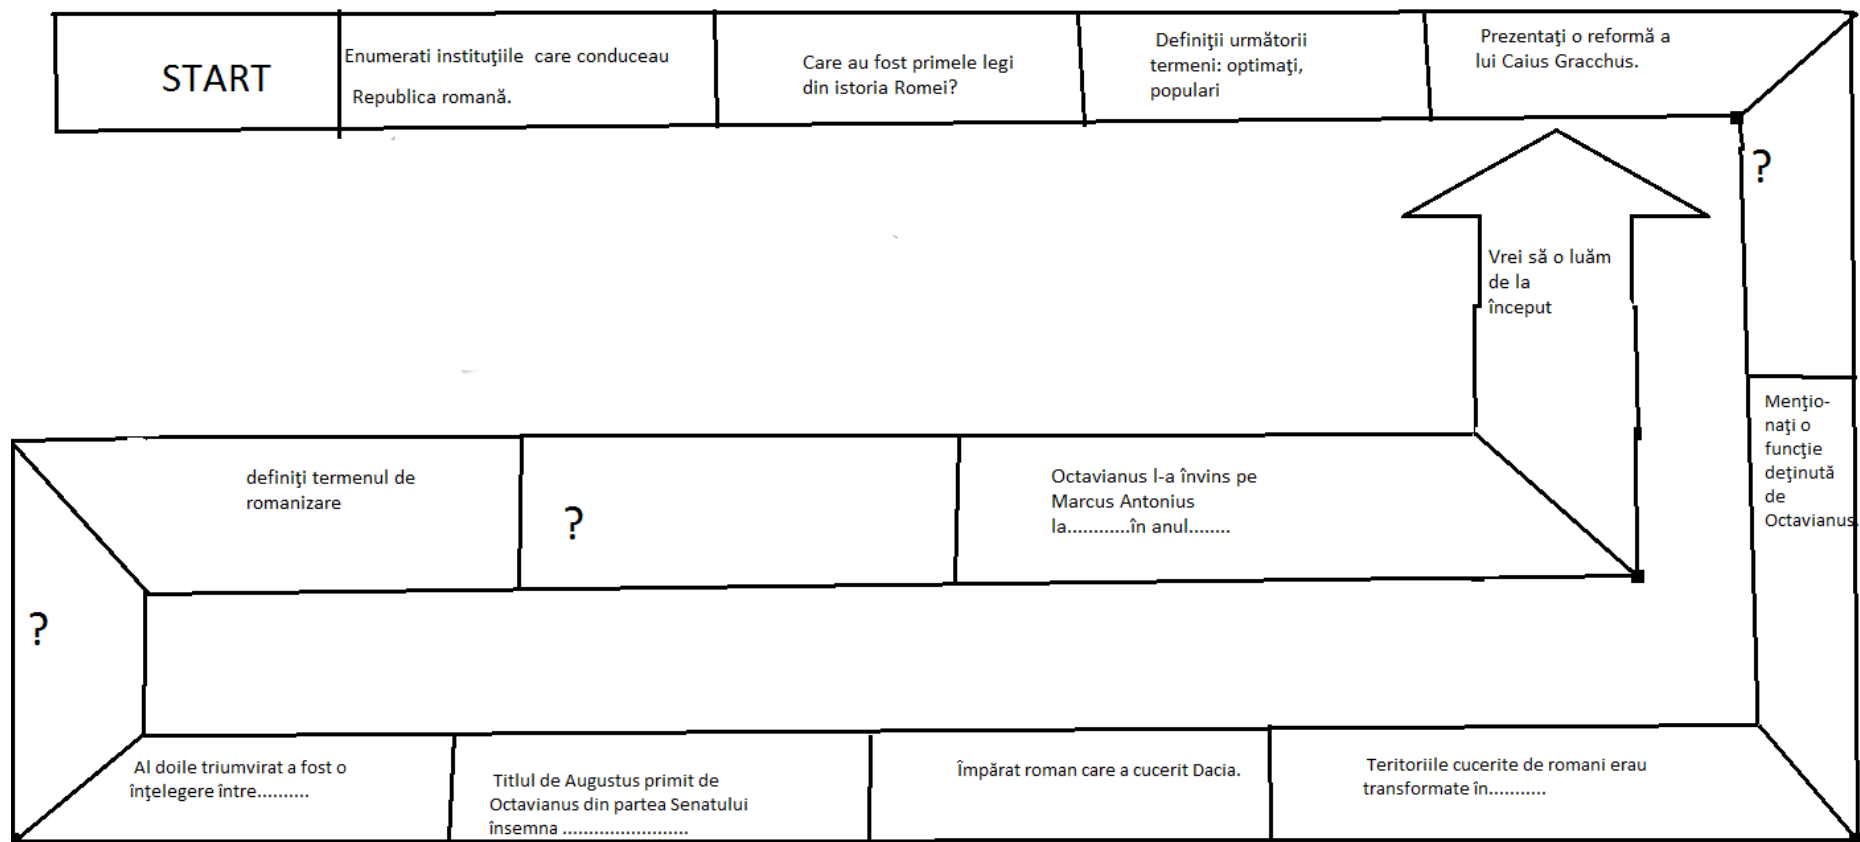 START
Enumerati instituţiile care conduceau
Republica romană.
Care au fost primele legi
din istoria Romei?
Definiţii următorii
termeni: optimaţi,
populari
Prezentaţi o reformă a
lui Caius Gracchus.
?
Menţio-
naţi o
funcţie
deţinută
de
Octavianus.
Teritoriile cucerite de romani erau
transformate în...........
Împărat roman care a cucerit Dacia.
Titlul de Augustus primit de
Octavianus din partea Senatului
însemna ........................
Al doile triumvirat a fost o
înţelegere între..........
?
definiţi termenul de
romanizare
?
Octavianus l-a învins pe
Marcus Antonius
la............în anul........
Vrei să o luăm
de la
început